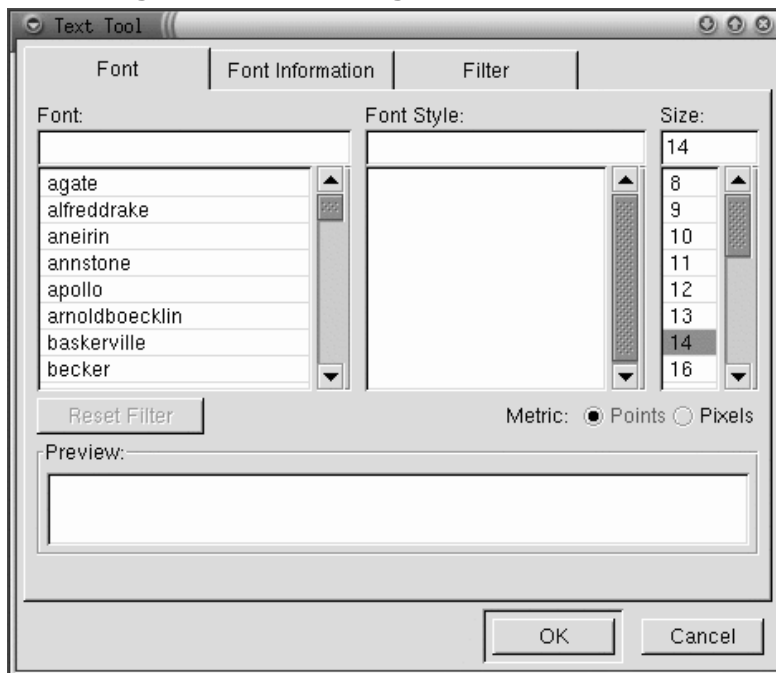 Text Tool
Font Font Information Filter
Font: Font Style: Size:
14
agate 8
alfreddrake 9
aneirin 10
annstone 11
apollo 12
arnoldboecklin 13
baskerville 14
becker 16
Reset Filter Metric: Points Pixels
Preview:
OK Cancel